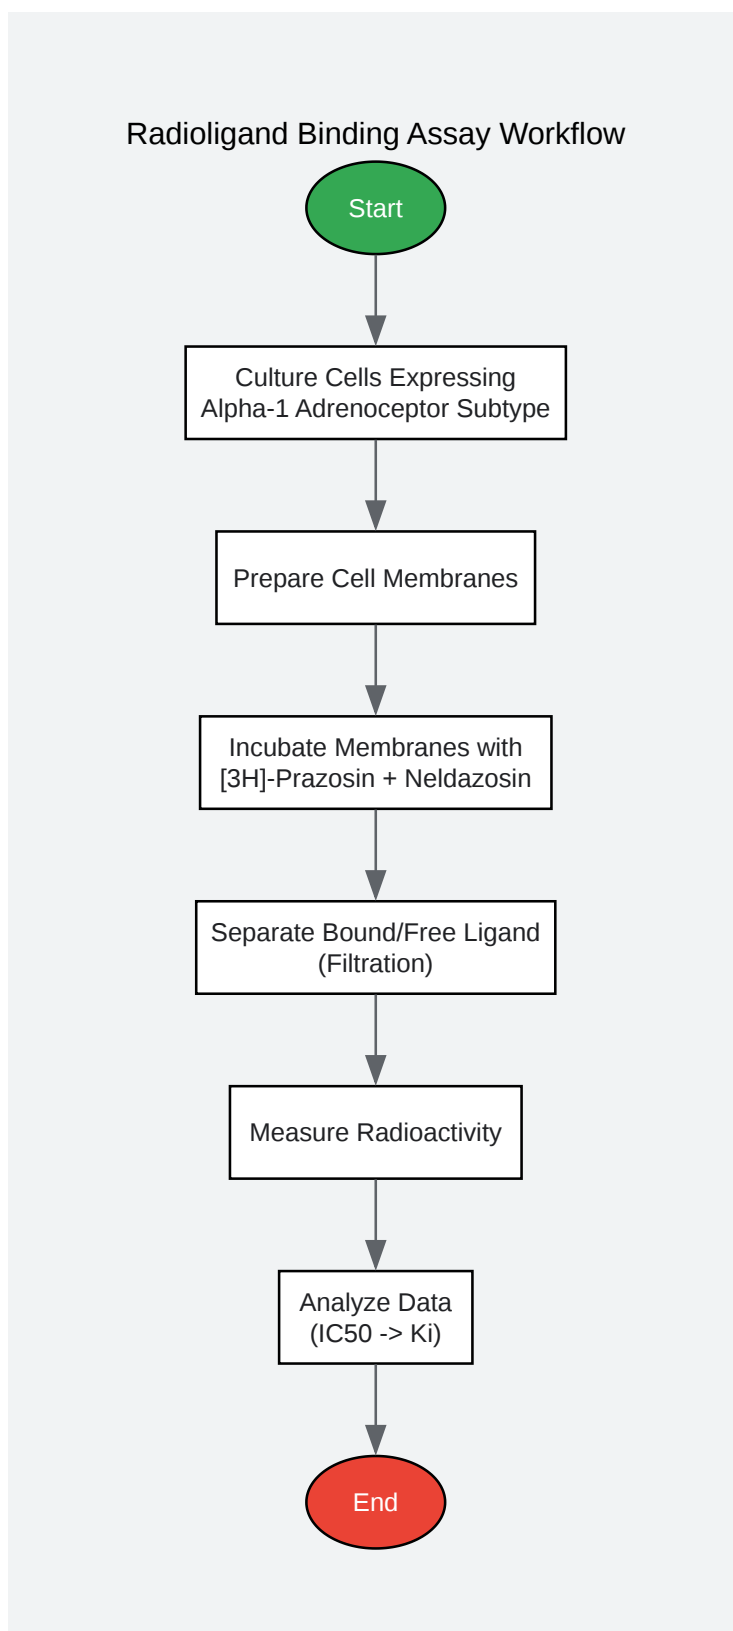 Radioligand Binding Assay Workflow
Start
Culture Cells Expressing
Alpha-1 Adrenoceptor Subtype
Prepare Cell Membranes
Incubate Membranes with
[3H]-Prazosin + Neldazosin
Separate Bound/Free Ligand
(Filtration)
Measure Radioactivity
Analyze Data
(IC50 -> Ki)
End